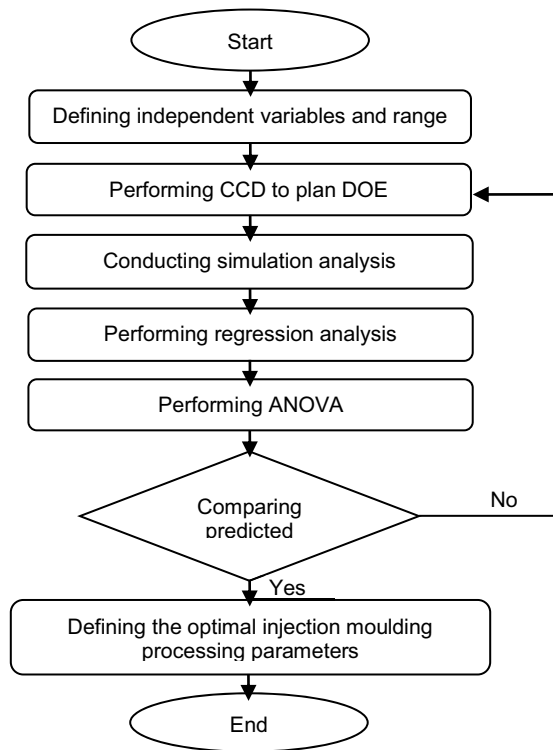 Start
Defining independent variables and range
Performing CCD to plan DOE
Conducting simulation analysis
Performing regression analysis
Performing ANOVA
Comparing
predicted
No
Yes
Defining the optimal injection moulding
processing parameters
End